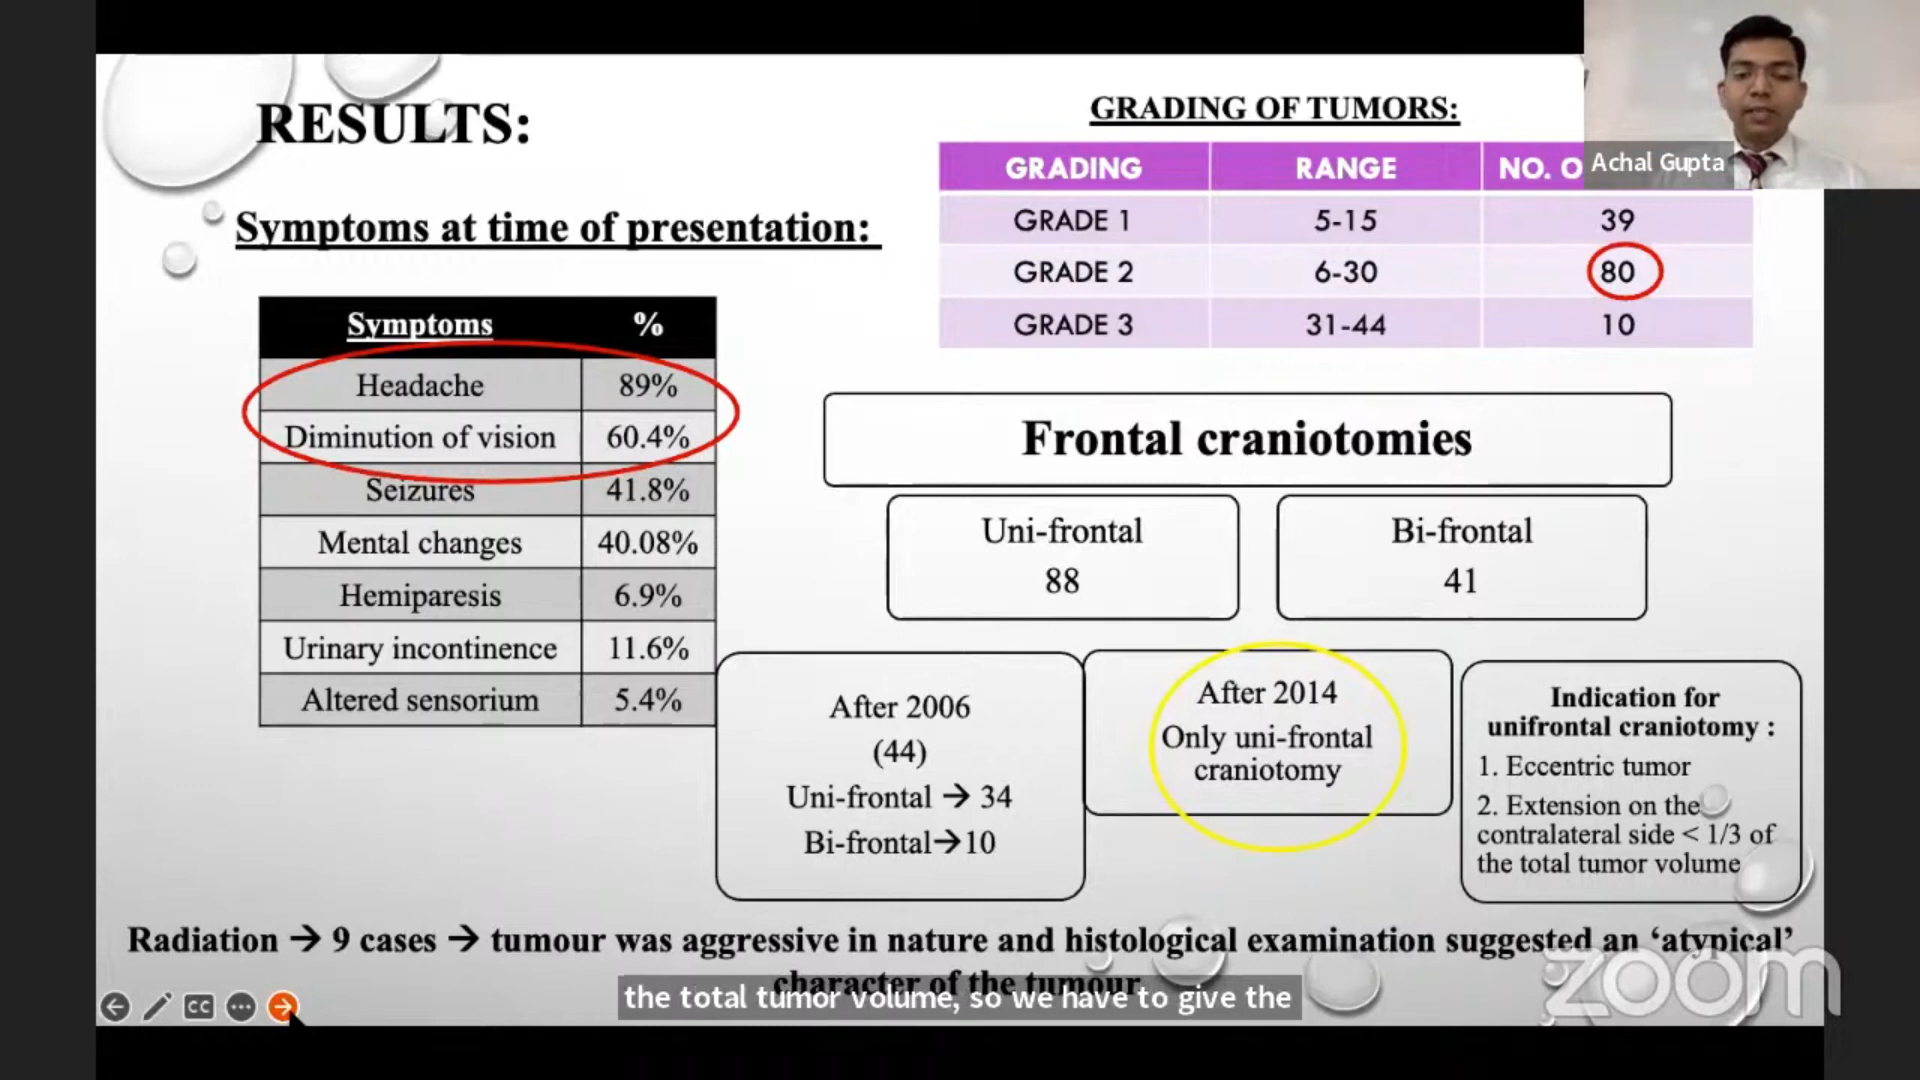 RESULTS:
Symptoms at time of presentation:
Symptoms %
Headache 89%
Diminution of vision 60.4%
Seizures 41.8%
Mental changes 40.08%
Hemiparesis 6.9%
Urinary incontinence 11.6%
Altered sensorium 5.4%
GRADING OF TUMORS:
GRADING RANGE NO. O
GRADE 1 5-15 39
GRADE 2 6-30 80
GRADE 3 31-44 10
Achal Gupta
Frontal craniotomies
Uni-frontal
88
Bi-frontal
41
After 2006
(44)
Uni-frontal → 34
Bi-frontal→10
After 2014
Only uni-frontal
craniotomy
Indication for
unifrontal craniotomy :
1. Eccentric tumor
2. Extension on the
contralateral side < 1/3 of
the total tumor volume
Radiation → 9 cases → tumour was aggressive in nature and histological examination suggested an ‘atypical’
character of the tumour
the total tumor volume, so we have to give the
CC
zoom